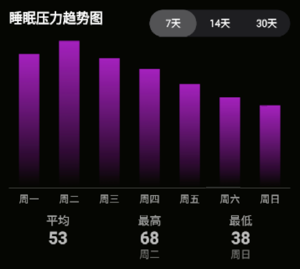 睡眠压力趋势图
7天 14天 30天
周一 周二 周三 周四 周五 周六 周日
平均 最高 最低
53 68 38
周二 周日